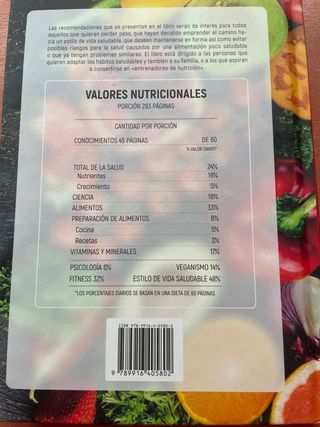 Las recomendaciones que se presentan en el libro serán de interés para todos
aquellos que quieran perder peso, que hayan decidido emprender el camino ha-
cia un estilo de vida saludable, que deseen mantenerse en forma así como evitar
posibles riesgos para la salud causados por una alimentación poco saludable
o que ya tengan problemas similares. El libro está dirigido a las personas que
quieren adaptar los hábitos saludables y también a su familia, o a los que aspiran
a convertirse en «entrenadores de nutrición».
VALORES NUTRICIONALES
PORCIÓN 283 PÁGINAS
CANTIDAD POR PORCIÓN
CONOCIMIENTOS 45 PÁGINAS DE 60
% VALOR DIARIO*
TOTAL DE LA SALUD 24%
Nutrientes 19%
Crecimiento 5%
CIENCIA 18%
ALIMENTOS 33%
PREPARACIÓN DE ALIMENTOS 8%
Cocina 5%
Recetas 3%
VITAMINAS Y MINERALES 17%
PSICOLOGÍA 6% VEGANISMO 14%
FITNESS 32% ESTILO DE VIDA SALUDABLE 48%
*LOS PORCENTAJES DIARIOS SE BASAN EN UNA DIETA DE 60 PÁGINAS
ISBN 978-9916-4-0580-2
9 789916 405802